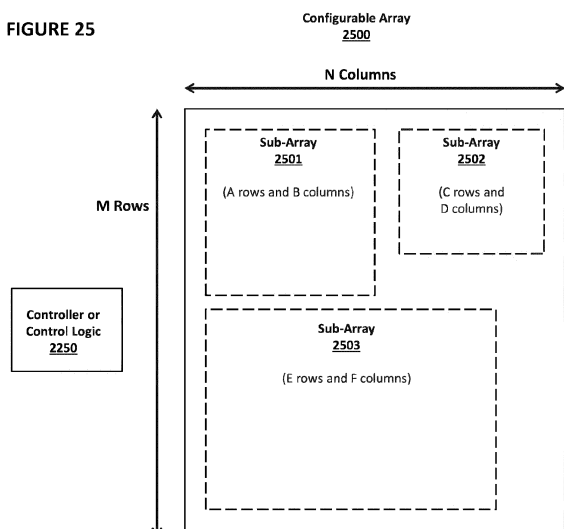 FIGURE 25
Configurable Array
2500
N Columns
M Rows
Sub-Array
2501
(A rows and B columns)
Sub-Array
2502
(C rows and
D columns)
Controller or
Control Logic
2250
Sub-Array
2503
(E rows and F columns)